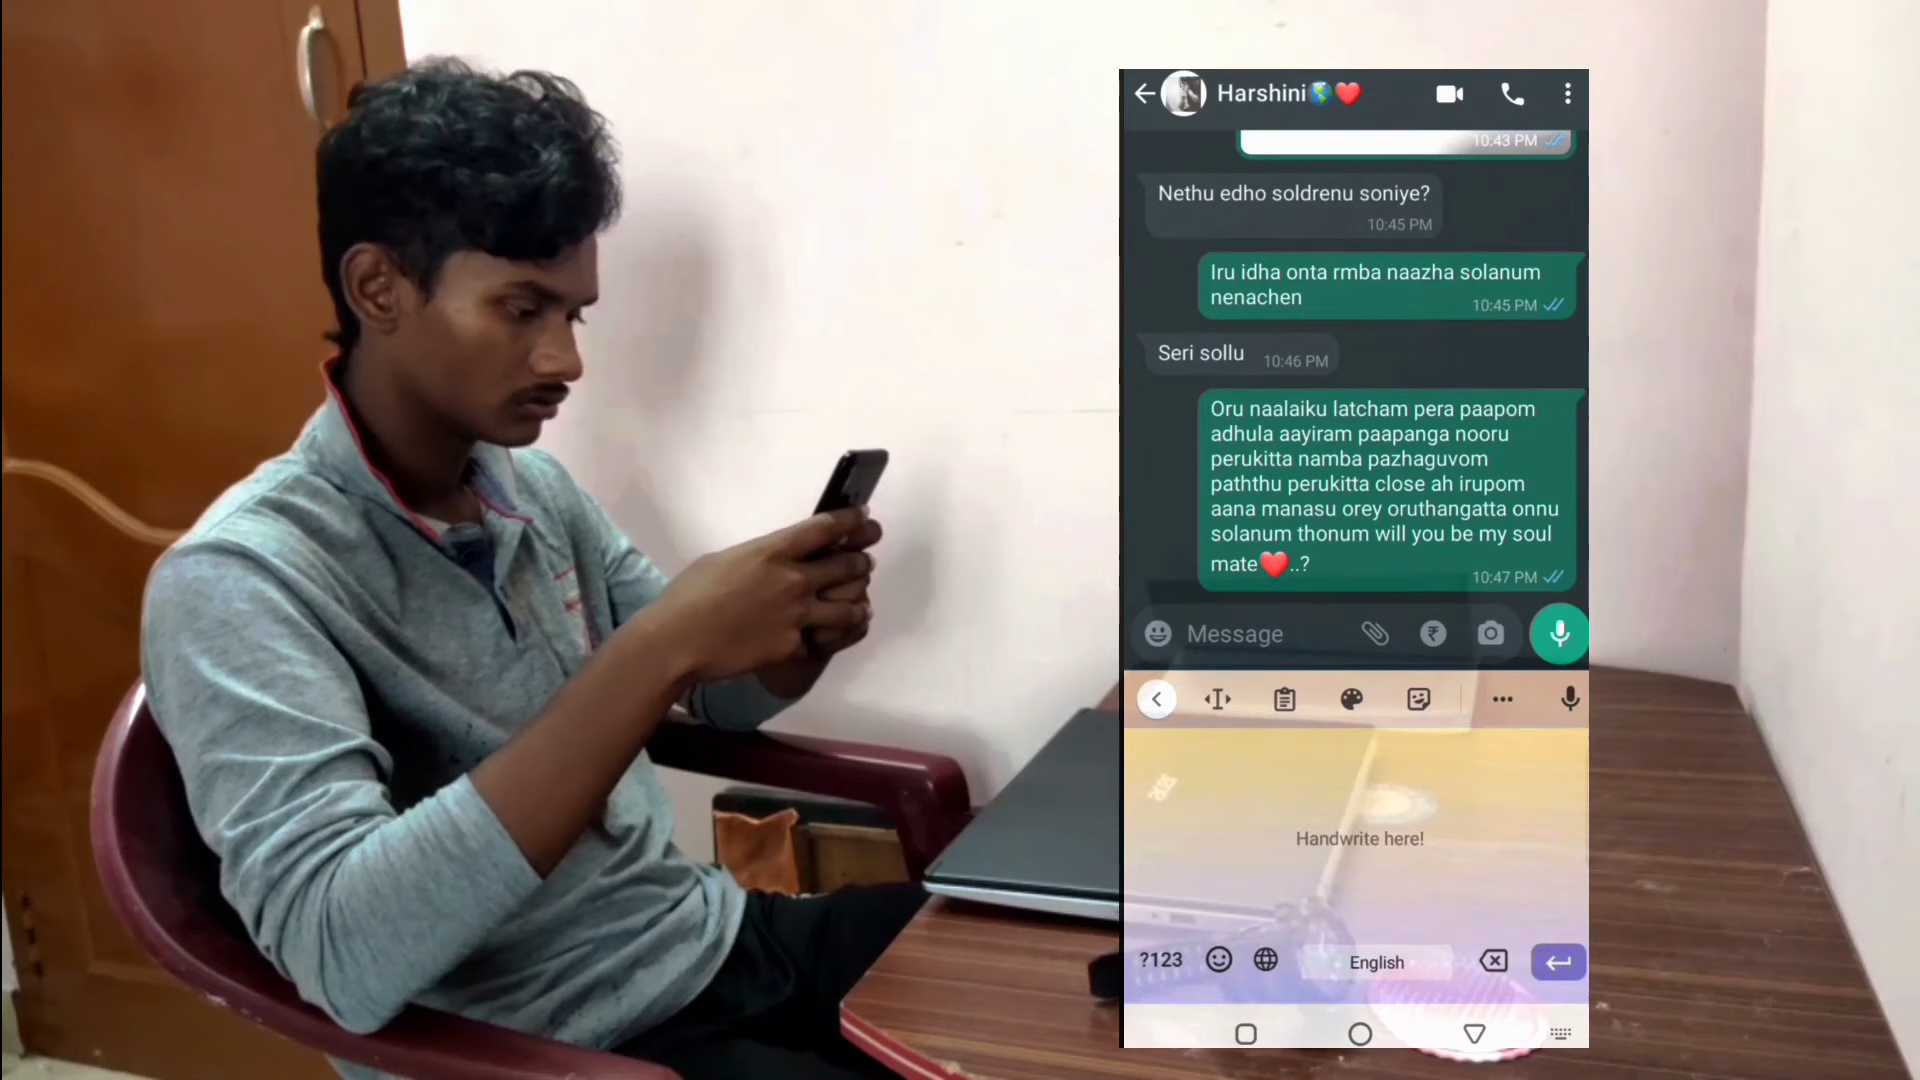 Harshini🌎❤️
10:43 PM
Nethu edho soldrenu soniye?
10:45 PM
Iru idha onta rmba naazha solanum
nenachen
10:45 PM
Seri sollu 10:46 PM
Oru naalaiku latcham pera paapom
adhula aayiram paapanga nooru
perukitta namba pazhaguvom
paththu perukitta close ah irupom
aana manasu orey oruthangatta onnu
solanum thonum will you be my soul
mate❤️..?
10:47 PM
Message
Handwrite here!
?123 English